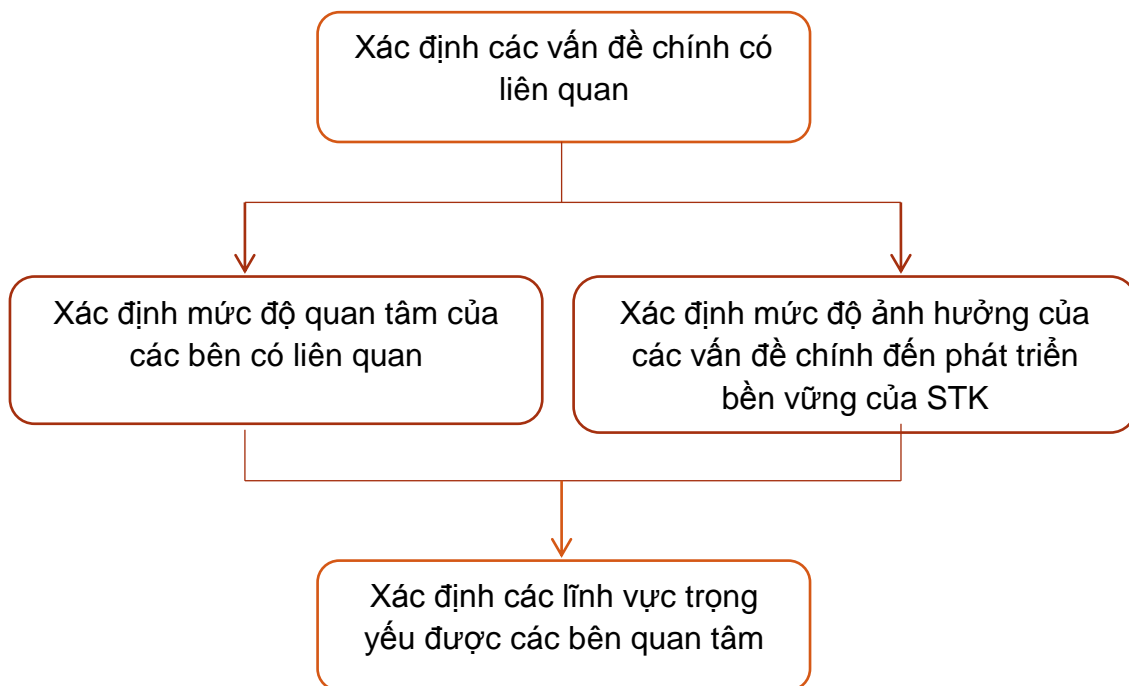 Xác định các vấn đề chính có
liên quan
Xác định mức độ quan tâm của
các bên có liên quan
Xác định mức độ ảnh hưởng của
các vấn đề chính đến phát triển
bền vững của STK
Xác định các lĩnh vực trọng
yếu được các bên quan tâm